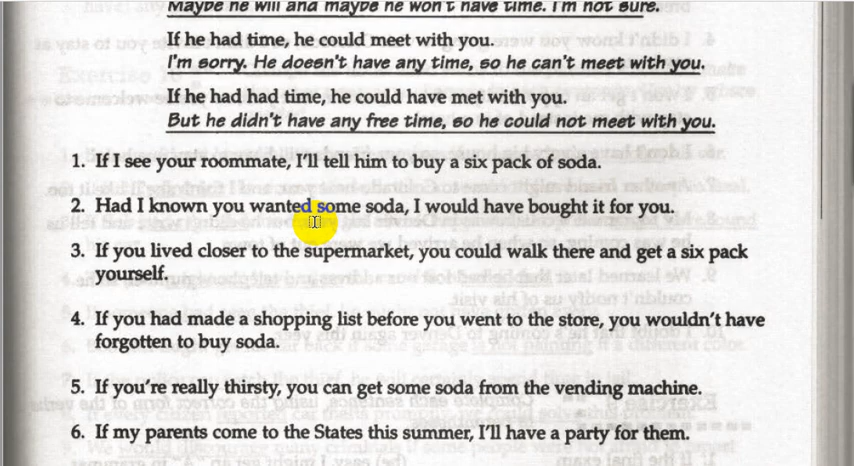 Maybe he will and maybe he won't have time. I'm not sure.
If he had time, he could meet with you.
I'm sorry. He doesn't have any time, so he can't meet with you.
If he had had time, he could have met with you.
But he didn't have any free time, so he could not meet with you.
1. If I see your roommate, I'll tell him to buy a six pack of soda.
2. Had I known you wanted some soda, I would have bought it for you.
3. If you lived closer to the supermarket, you could walk there and get a six pack
yourself.
4. If you had made a shopping list before you went to the store, you wouldn't have
forgotten to buy soda.
5. If you're really thirsty, you can get some soda from the vending machine.
6. If my parents come to the States this summer, I'll have a party for them.